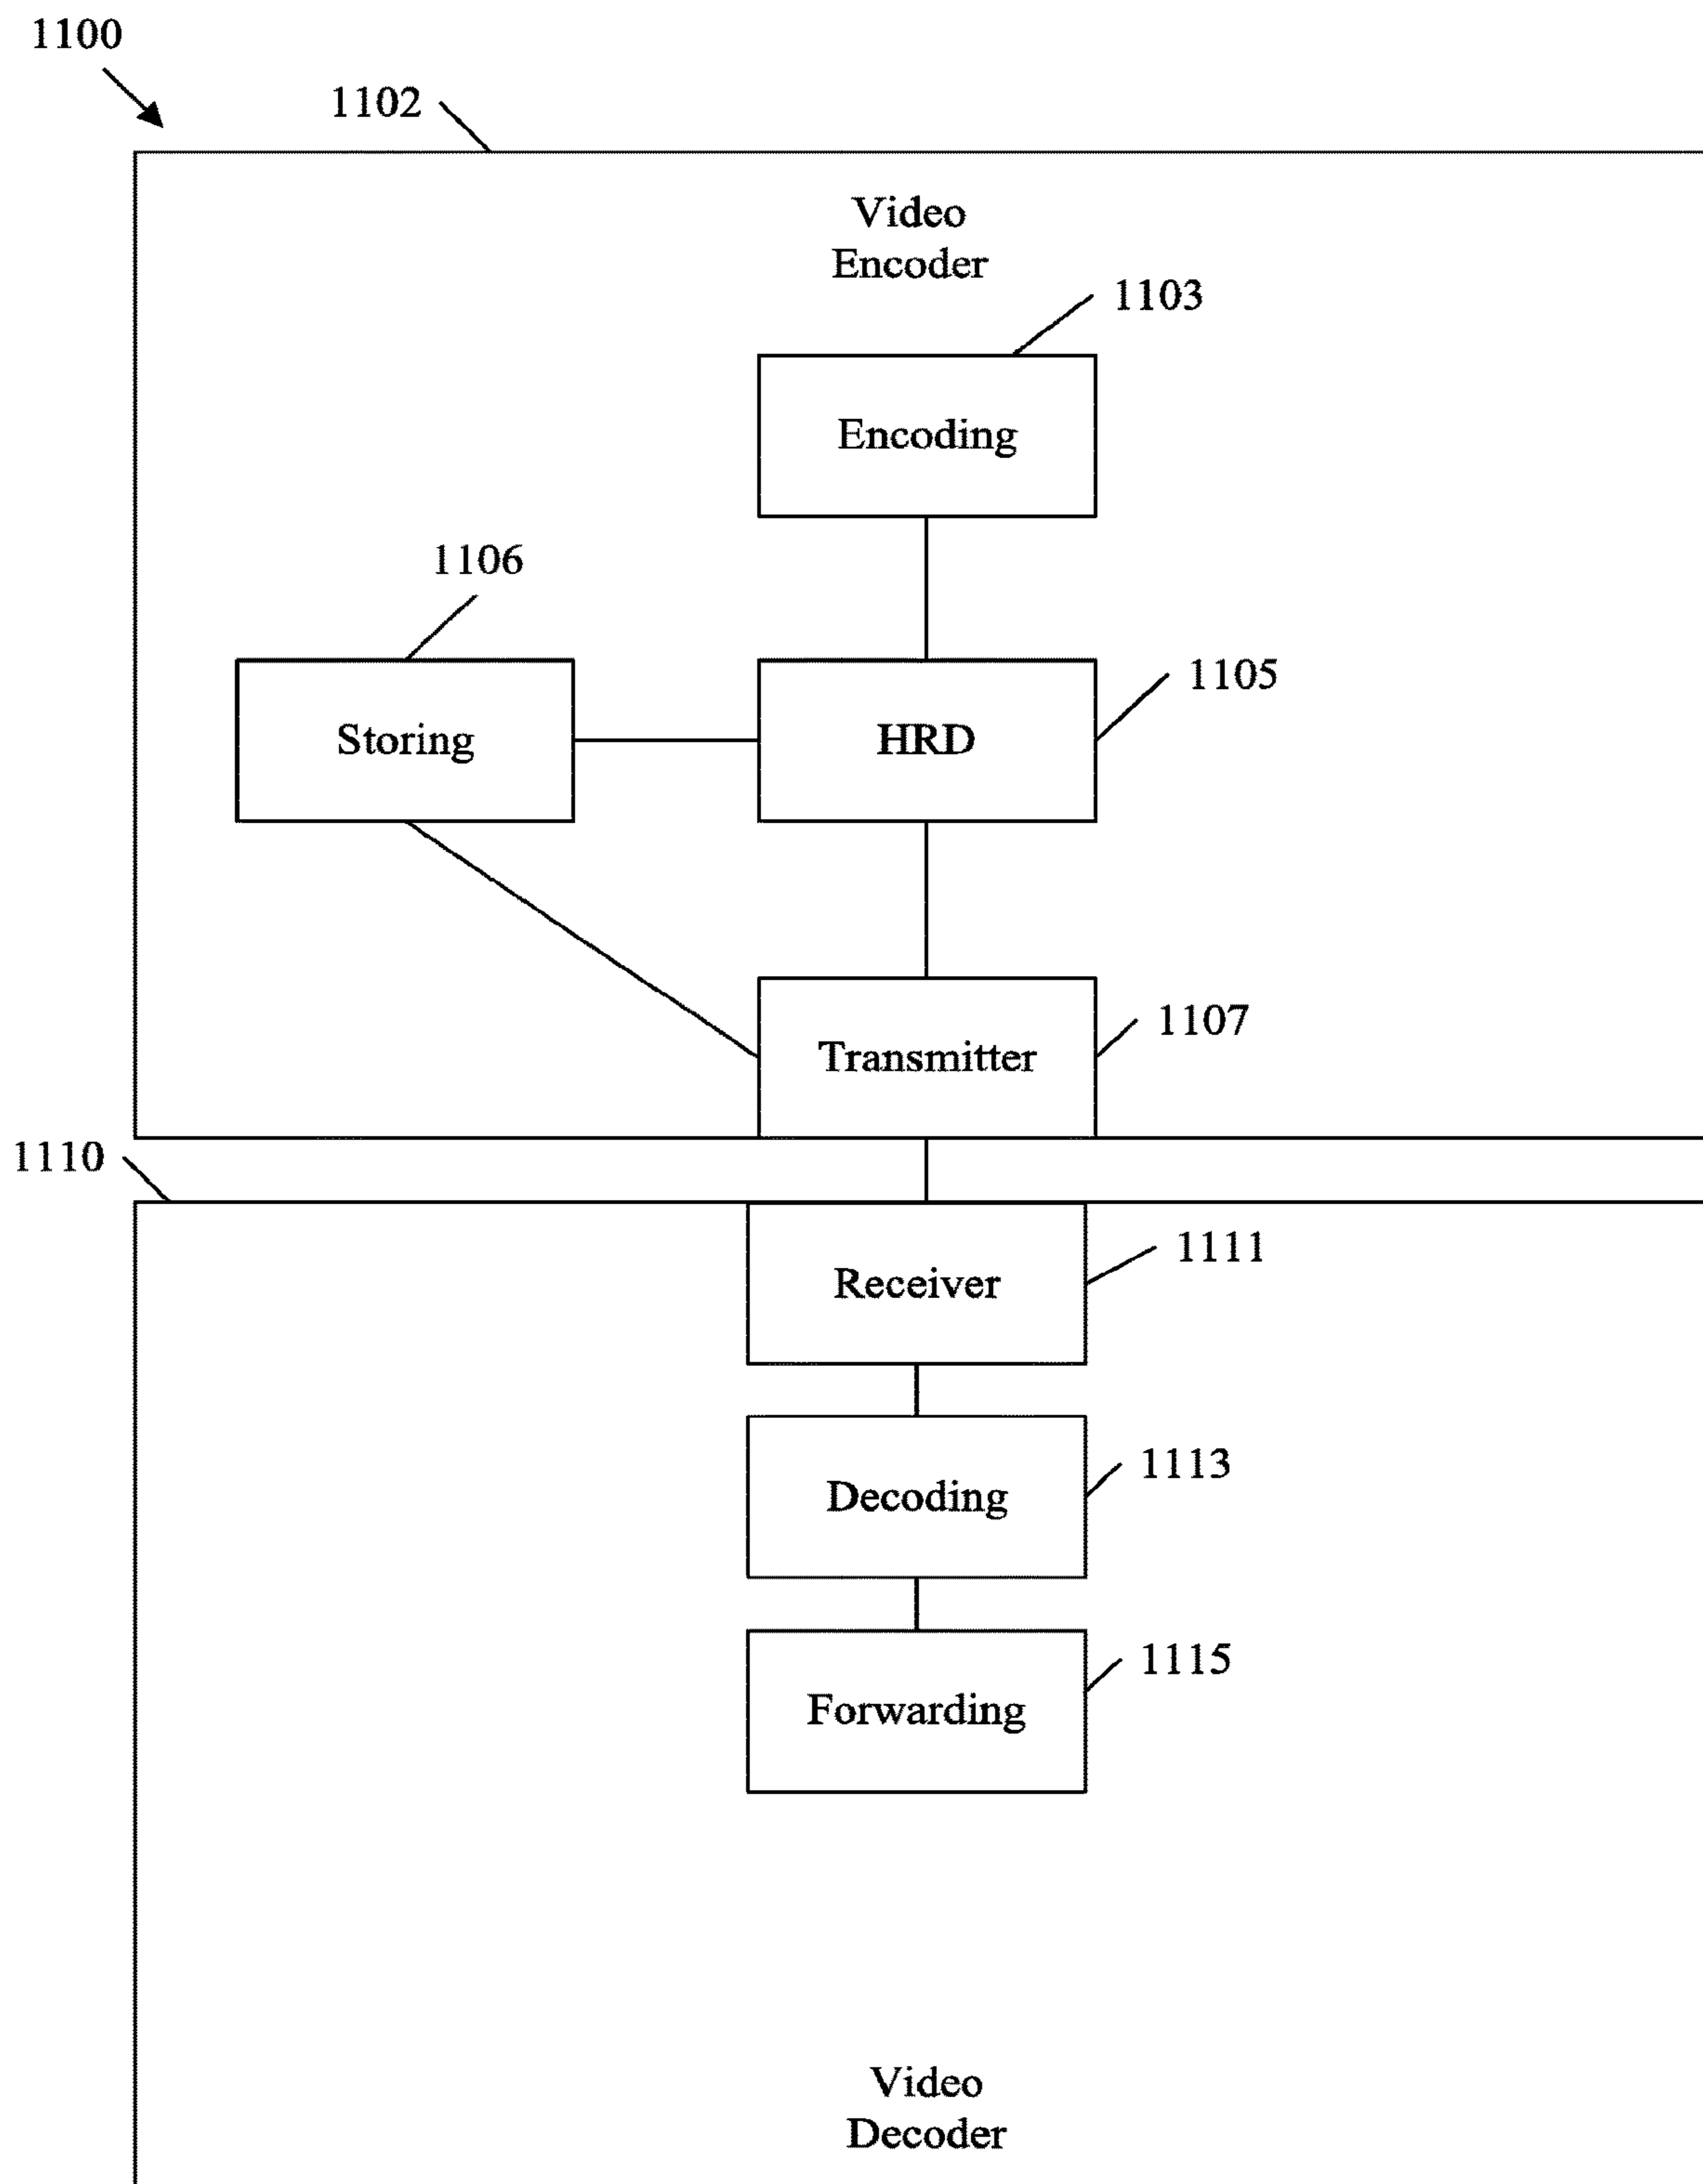 1100
1102
Video
Encoder
1103
Encoding
1106
1105
Storing
HRD
1107
Transmitter
1110
1111
Receiver
1113
Decoding
1115
Forwarding
Video
Decoder